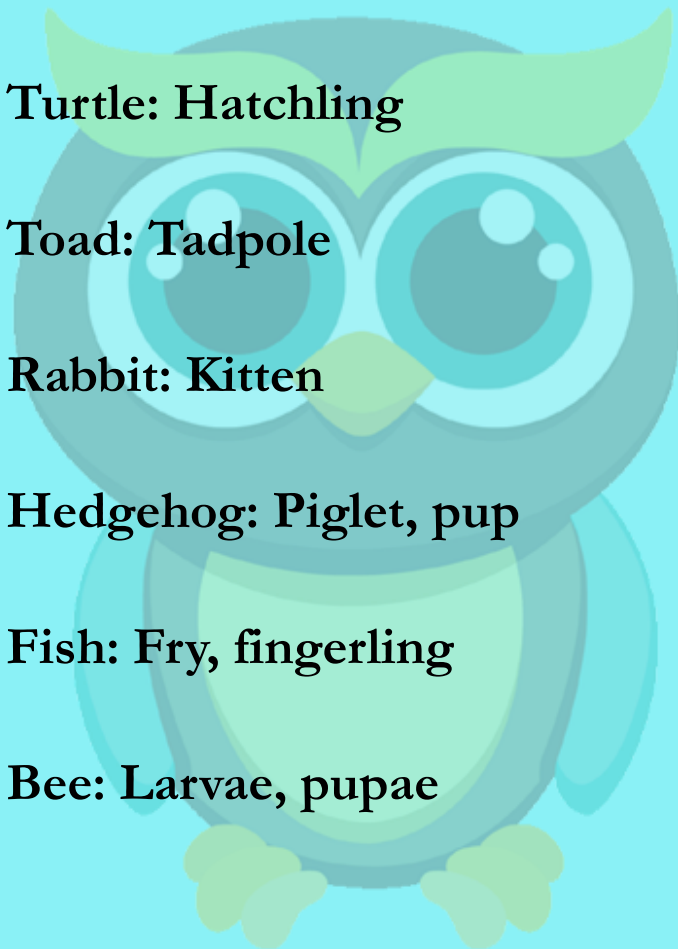 Turtle: Hatchling
Toad: Tadpole
Rabbit: Kitten
Hedgehog: Piglet, pup
Fish: Fry, fingerling
Bee: Larvae, pupae